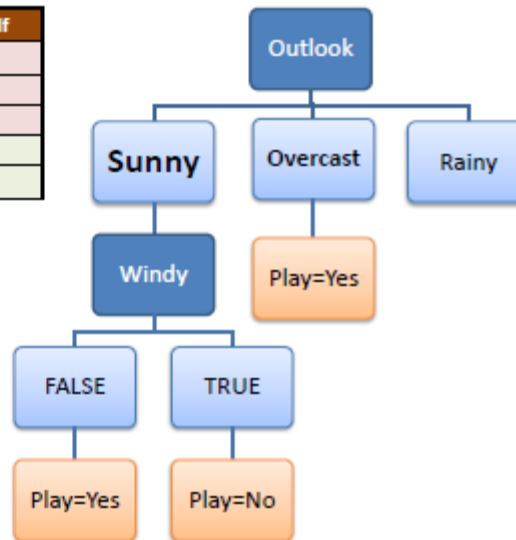 Outlook
Sunny
Overcast
Rainy
Windy
Play=Yes
FALSE
TRUE
Play=Yes
Play=No